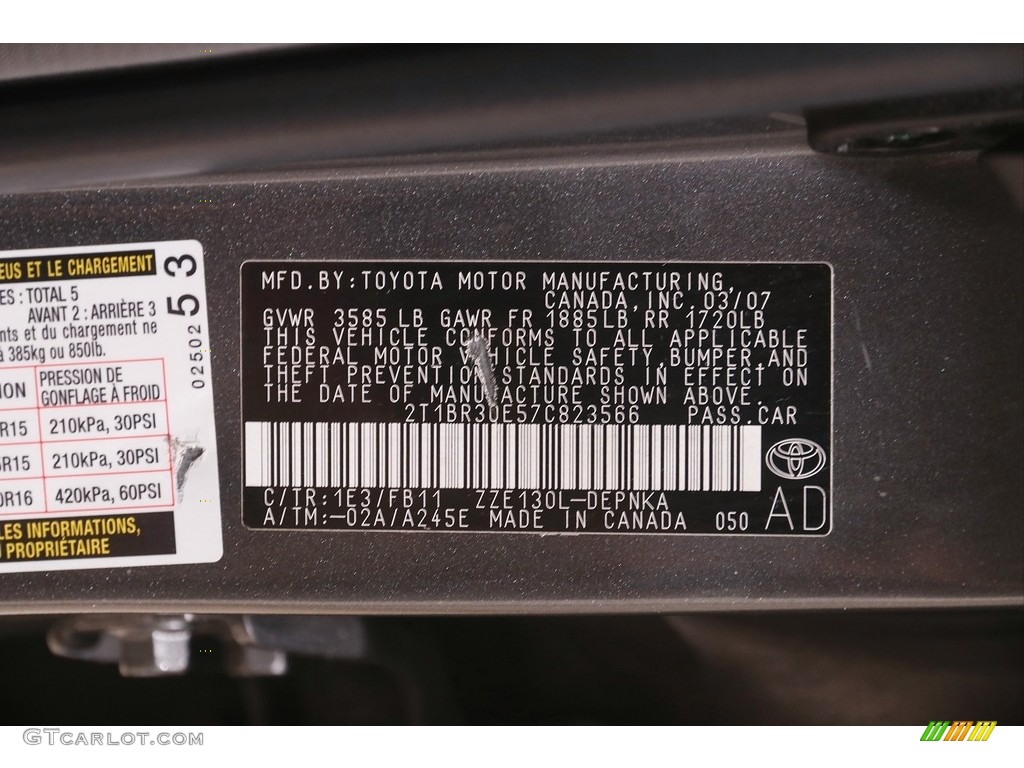 EUS ET LE CHARGEMENT
ES : TOTAL 5
AVANT 2 : ARRIÈRE 3
nts et du chargement ne
à 385kg ou 850lb.
ION PRESSION DE
GONFLAGE À FROID
R15 210kPa, 30PSI
R15 210kPa, 30PSI
0R16 420kPa, 60PSI
LES INFORMATIONS,
U PROPRIÉTAIRE
02502 53
MFD.BY:TOYOTA MOTOR MANUFACTURING,
CANADA,INC.03/07
GVWR 3585 LB GAWR FR 1885LB,RR 1720LB
THIS VEHICLE CONFORMS TO ALL APPLICABLE
FEDERAL MOTOR VEHICLE SAFETY,BUMPER,AND
THEFT PREVENTION STANDARDS IN EFFECT ON
THE DATE OF MANUFACTURE SHOWN ABOVE.
2T1BR30E57C823566 PASS.CAR
C/TR:1E3/FB11 ZZE130L-DEPNKA
A/TM:-02A/A245E MADE IN CANADA 050 AD
GTcarlot.com